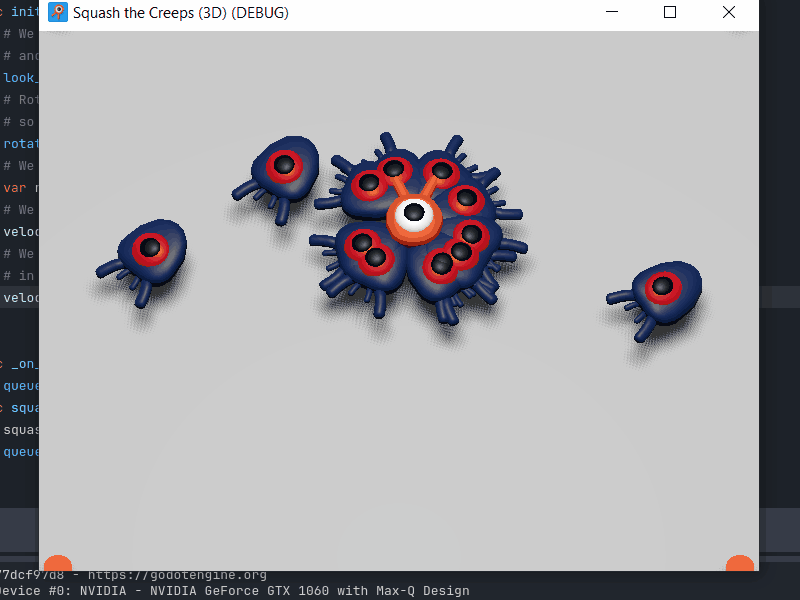 Squash the Creeps (3D) (DEBUG)
c init
# We
# and
look_
# Rot
# so
rotat
# We
var r
# We
veloc
# We
# in
veloc
c _on_
queue
c squa
squas
queue
77dcf97d8 - https://godotengine.org
evice #0: NVIDIA - NVIDIA GeForce GTX 1060 with Max-Q Design